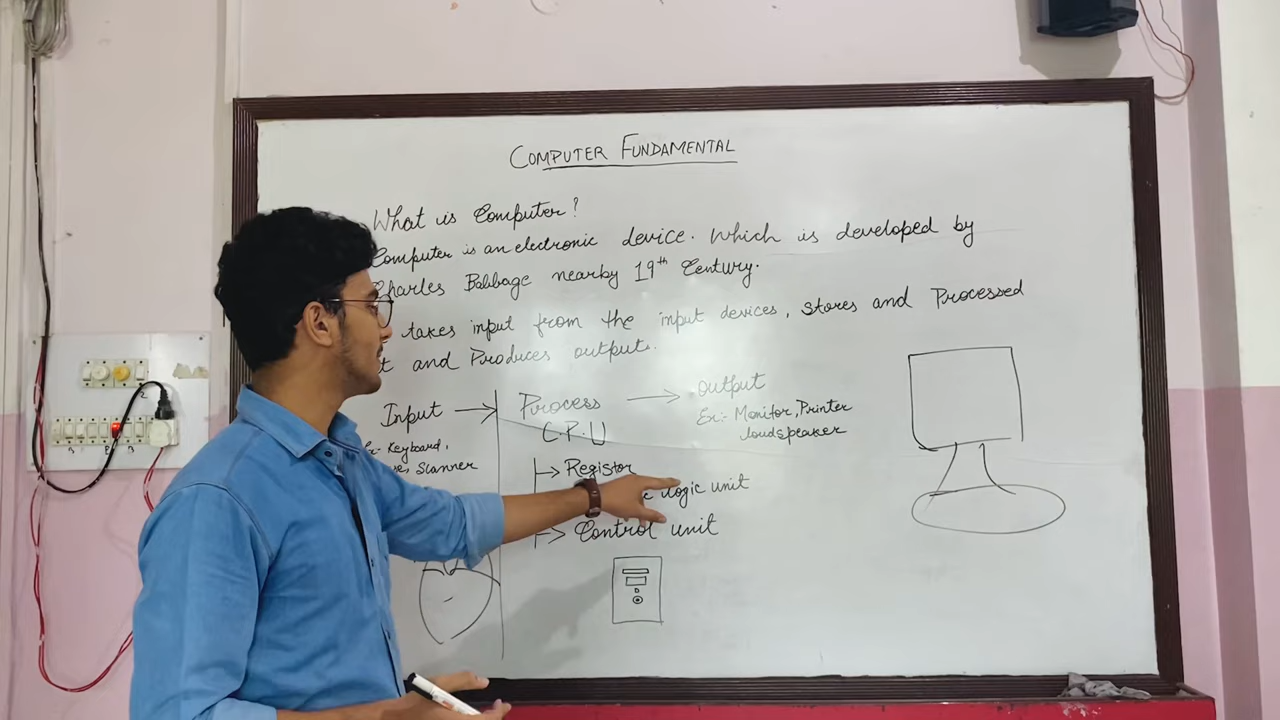 COMPUTER FUNDAMENTAL
What is Computer?
Computer is an electronic device. Which is developed by
Charles Babbage nearby 19th Century.
takes input from the input devices, stores and Processed
and Produces output.
Input → Process → output
Ex:- Monitor, Printer
C.P.U
loudspeaker
Keyboard,
Scanner
Registor
Logic unit
Control unit